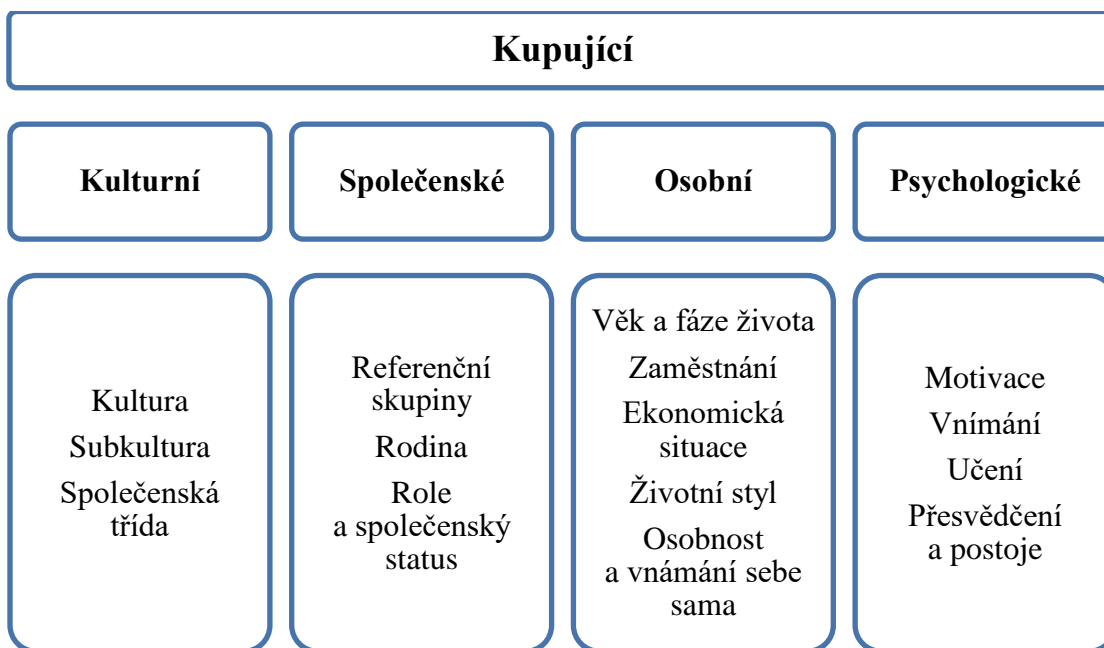 Kupující
Kulturní
Společenské
Osobní
Psychologické
Kultura
Subkultura
Společenská
třída
Referenční
skupiny
Rodina
Role
a společenský
status
Věk a fáze života
Zaměstnání
Ekonomická
situace
Životní styl
Osobnost
a vnámání sebe
sama
Motivace
Vnímání
Učení
Přesvědčení
a postoje